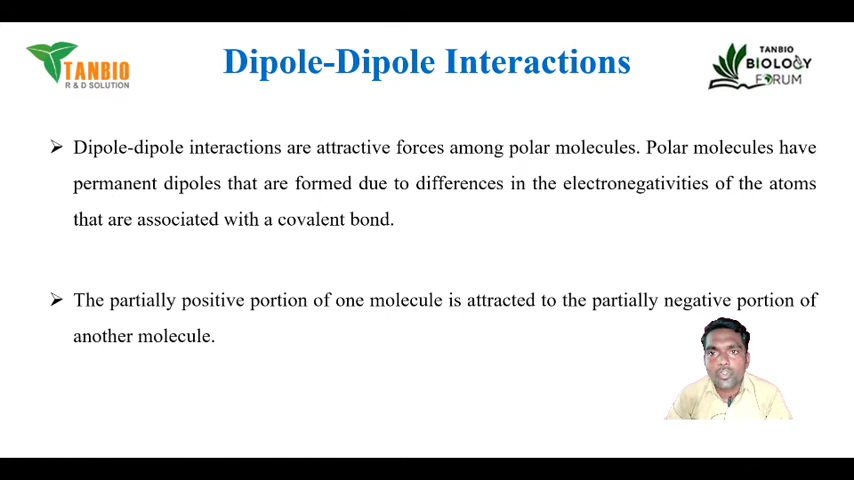 TANBIO
R & D SOLUTION
Dipole-Dipole Interactions
TANBIO
BIOLOGY
FORUM
Dipole-dipole interactions are attractive forces among polar molecules. Polar molecules have
permanent dipoles that are formed due to differences in the electronegativities of the atoms
that are associated with a covalent bond.
The partially positive portion of one molecule is attracted to the partially negative portion of
another molecule.